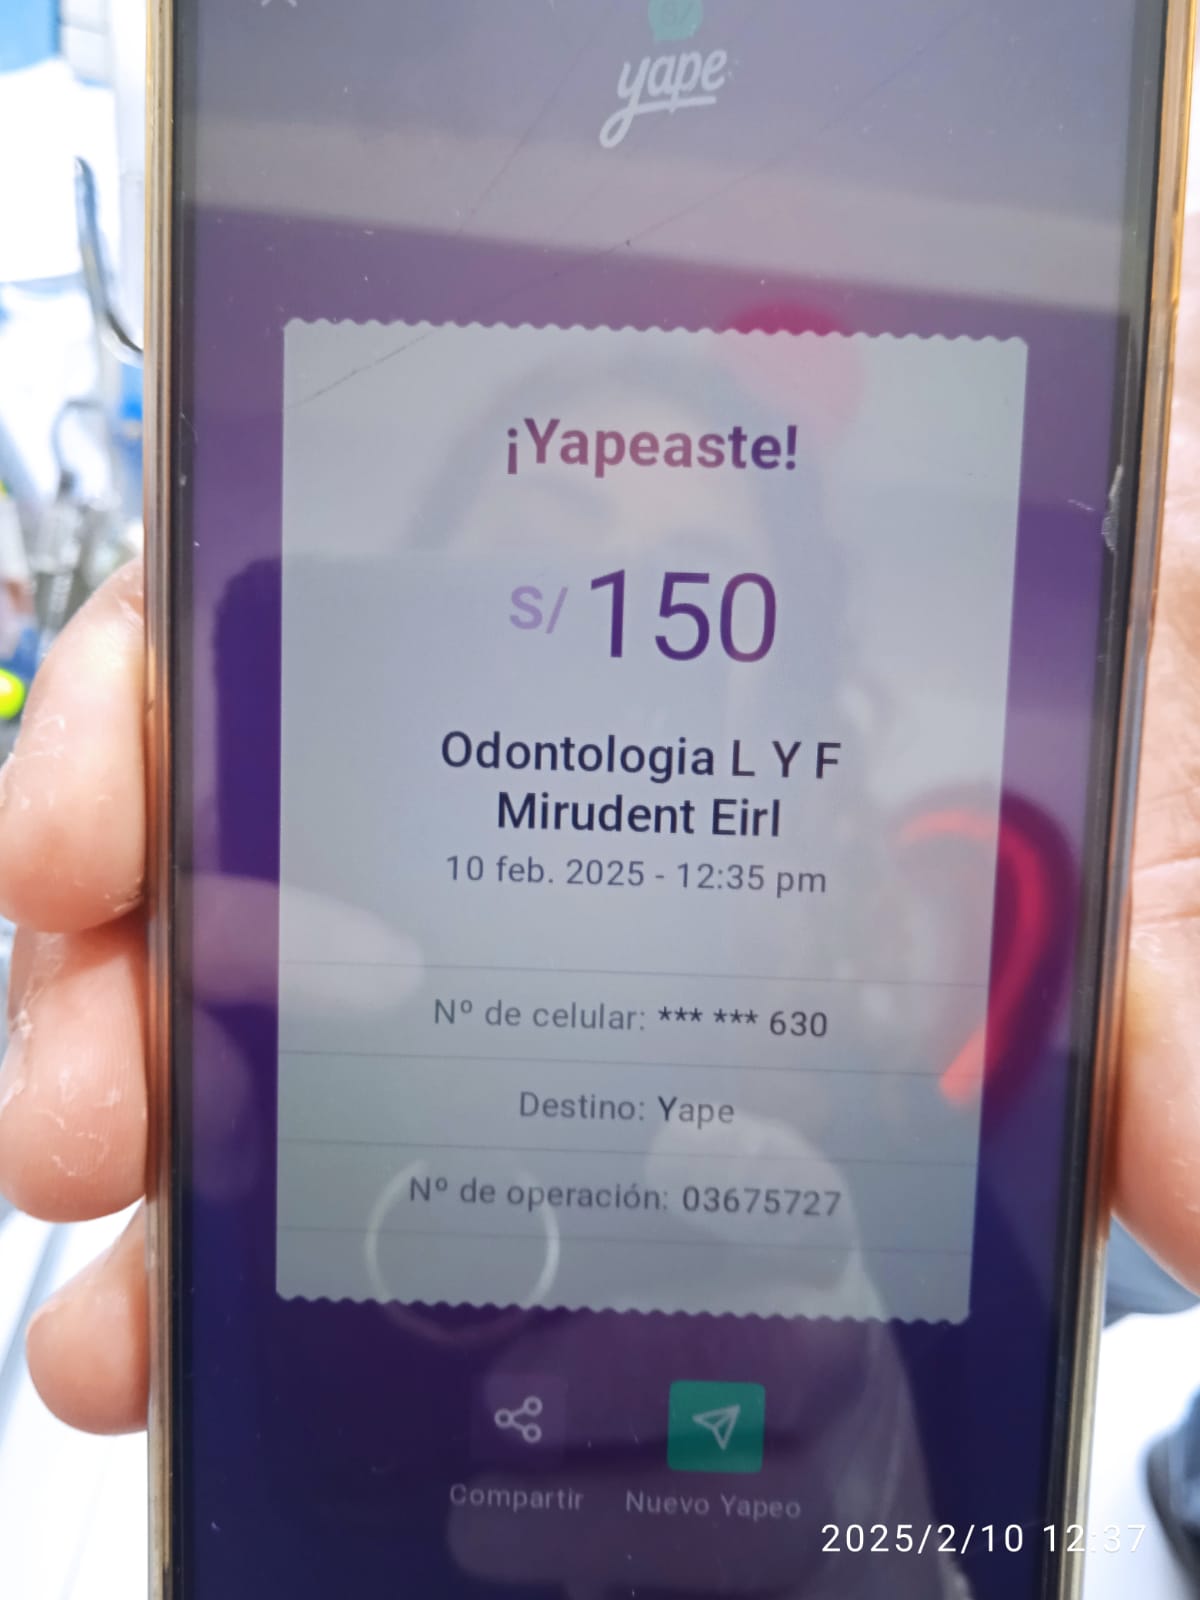 S/
yape
¡Yapeaste!
S/ 150
Odontologia L Y F
Mirudent Eirl
10 feb. 2025 - 12:35 pm
Nº de celular: *** *** 630
Destino: Yape
Nº de operación: 03675727
Compartir
Nuevo Yapeo
2025/2/10 12:37